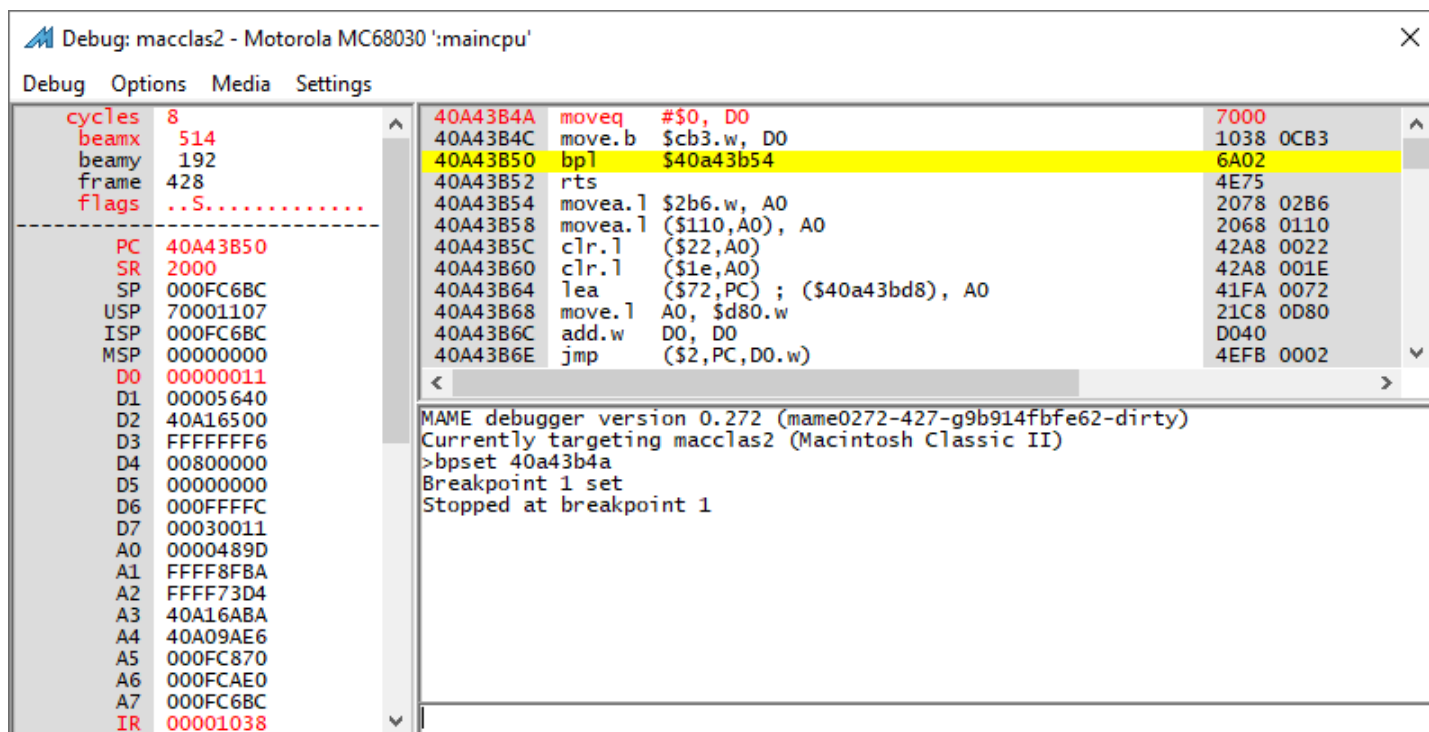 Debug: macclas2 - Motorola MC68030 ':maincpu'
Debug Options Media Settings
cycles 8
beamx 514
beamy 192
frame 428
flags ..S.............
PC 40A43B50
SR 2000
SP 000FC6BC
USP 70001107
ISP 000FC6BC
MSP 00000000
D0 00000011
D1 00005640
D2 40A16500
D3 FFFFFFF6
D4 00800000
D5 00000000
D6 000FFFFC
D7 00030011
A0 0000489D
A1 FFFF8FBA
A2 FFFF73D4
A3 40A16ABA
A4 40A09AE6
A5 000FC870
A6 000FCAE0
A7 000FC6BC
IR 00001038
40A43B4A moveq #$0, D0 7000
40A43B4C move.b $cb3.w, D0 1038 0CB3
40A43B50 bpl $40a43b54 6A02
40A43B52 rts 4E75
40A43B54 movea.l $2b6.w, A0 2078 02B6
40A43B58 movea.l ($110,A0), A0 2068 0110
40A43B5C clr.l ($22,A0) 42A8 0022
40A43B60 clr.l ($1e,A0) 42A8 001E
40A43B64 lea ($72,PC) ; ($40a43bd8), A0 41FA 0072
40A43B68 move.l A0, $d80.w 21C8 0D80
40A43B6C add.w D0, D0 D040
40A43B6E jmp ($2,PC,D0.w) 4EFB 0002
MAME debugger version 0.272 (mame0272-427-g9b914fbfe62-dirty)
Currently targeting macclas2 (Macintosh Classic II)
>bpset 40a43b4a
Breakpoint 1 set
Stopped at breakpoint 1